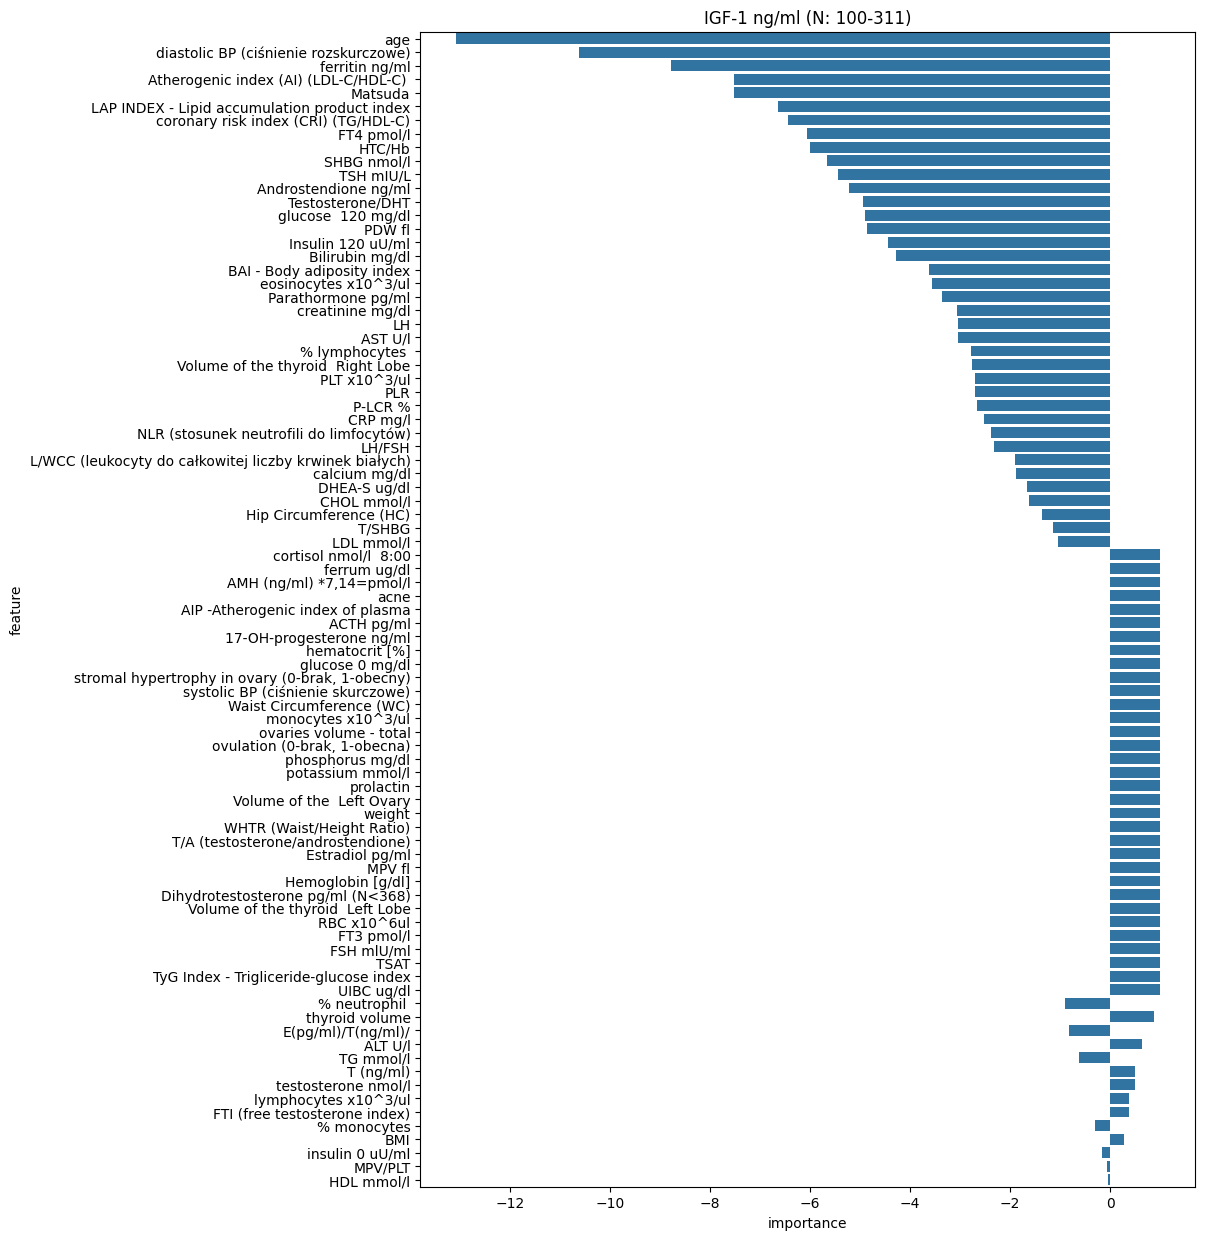 IGF-1 ng/ml (N: 100-311)
age
diastolic BP (ciśnienie rozskurczowe)
ferritin ng/ml
Atherogenic index (AI) (LDL-C/HDL-C)
Matsuda
LAP INDEX - Lipid accumulation product index
coronary risk index (CRI) (TG/HDL-C)
FT4 pmol/l
HTC/Hb
SHBG nmol/l
TSH mIU/L
Androstendione ng/ml
Testosterone/DHT
glucose  120 mg/dl
PDW fl
Insulin 120 uU/ml
Bilirubin mg/dl
BAI - Body adiposity index
eosinocytes x10^3/ul
Parathormone pg/ml
creatinine mg/dl
LH
AST U/l
% lymphocytes
Volume of the thyroid  Right Lobe
PLT x10^3/ul
PLR
P-LCR %
CRP mg/l
NLR (stosunek neutrofili do limfocytów)
LH/FSH
L/WCC (leukocyty do całkowitej liczby krwinek białych)
calcium mg/dl
DHEA-S ug/dl
CHOL mmol/l
Hip Circumference (HC)
T/SHBG
LDL mmol/l
cortisol nmol/l  8:00
ferrum ug/dl
AMH (ng/ml) *7,14=pmol/l
acne
AIP -Atherogenic index of plasma
ACTH pg/ml
17-OH-progesterone ng/ml
hematocrit [%]
glucose 0 mg/dl
stromal hypertrophy in ovary (0-brak, 1-obecny)
systolic BP (ciśnienie skurczowe)
Waist Circumference (WC)
monocytes x10^3/ul
ovaries volume - total
ovulation (0-brak, 1-obecna)
phosphorus mg/dl
potassium mmol/l
prolactin
Volume of the  Left Ovary
weight
WHTR (Waist/Height Ratio)
T/A (testosterone/androstendione)
Estradiol pg/ml
MPV fl
Hemoglobin [g/dl]
Dihydrotestosterone pg/ml (N<368)
Volume of the thyroid  Left Lobe
RBC x10^6ul
FT3 pmol/l
FSH mlU/ml
TSAT
TyG Index - Trigliceride-glucose index
UIBC ug/dl
% neutrophil
thyroid volume
E(pg/ml)/T(ng/ml)/
ALT U/l
TG mmol/l
T (ng/ml)
testosterone nmol/l
lymphocytes x10^3/ul
FTI (free testosterone index)
% monocytes
BMI
insulin 0 uU/ml
MPV/PLT
HDL mmol/l
feature
−12 −10 −8 −6 −4 −2 0
importance